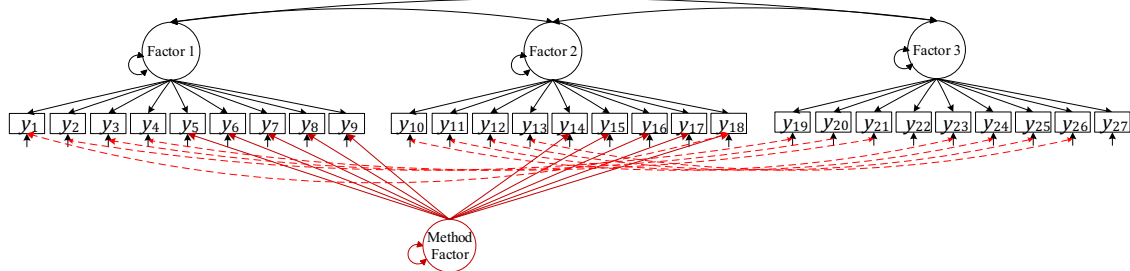 Factor 1
Factor 2
Factor 3
y1 y2 y3 y4 y5 y6 y7 y8 y9 y10 y11 y12 y13 y14 y15 y16 y17 y18 y19 y20 y21 y22 y23 y24 y25 y26 y27
Method
Factor